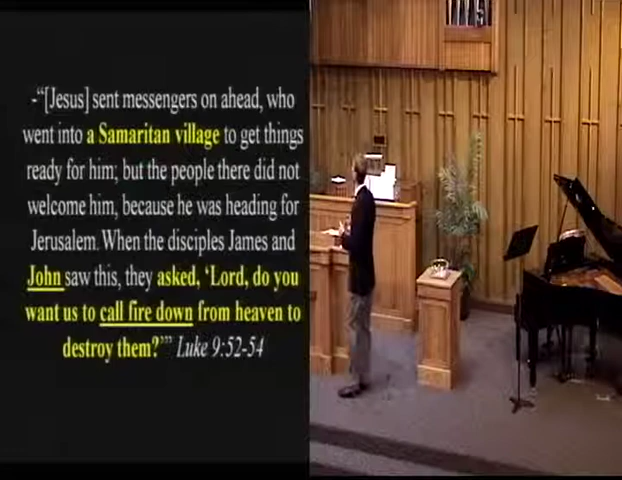 -“[Jesus] sent messengers on ahead, who
went into a Samaritan village to get things
ready for him; but the people there did not
welcome him, because he was heading for
Jerusalem. When the disciples James and
John saw this, they asked, ‘Lord, do you
want us to call fire down from heaven to
destroy them?’” Luke 9:52-54